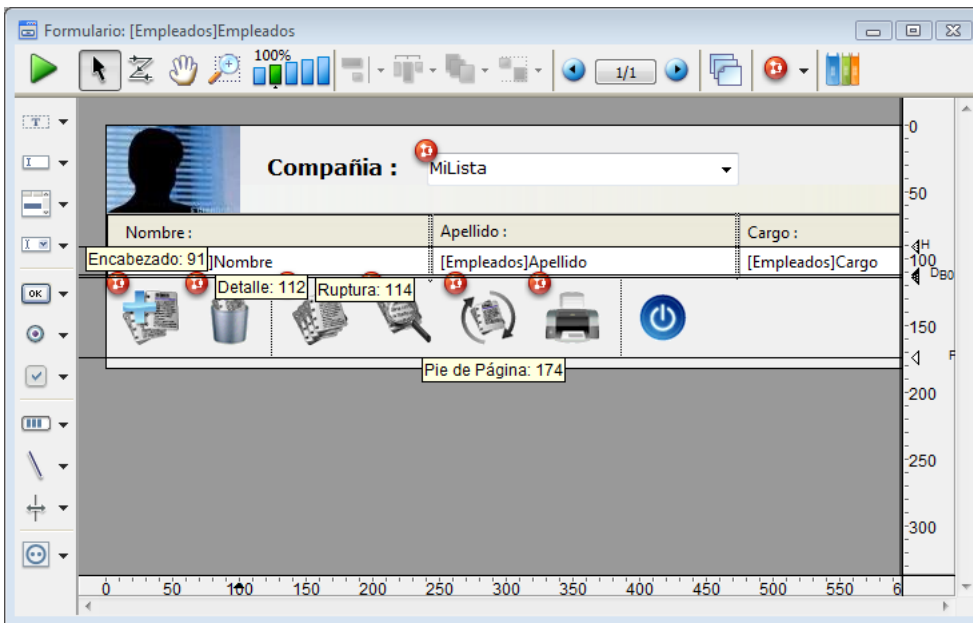 Formulario: [Empleados]Empleados
100%
1/1
Compañia :
MiLista
Nombre :
Apellido :
Cargo :
Encabezado: 91
]Nombre
[Empleados]Apellido
[Empleados]Cargo
Detalle: 112
Ruptura: 114
Pie de Página: 174
OK
0
50
100
150
200
250
300
H
D
B0
F
0 50 100 150 200 250 300 350 400 450 500 550 6